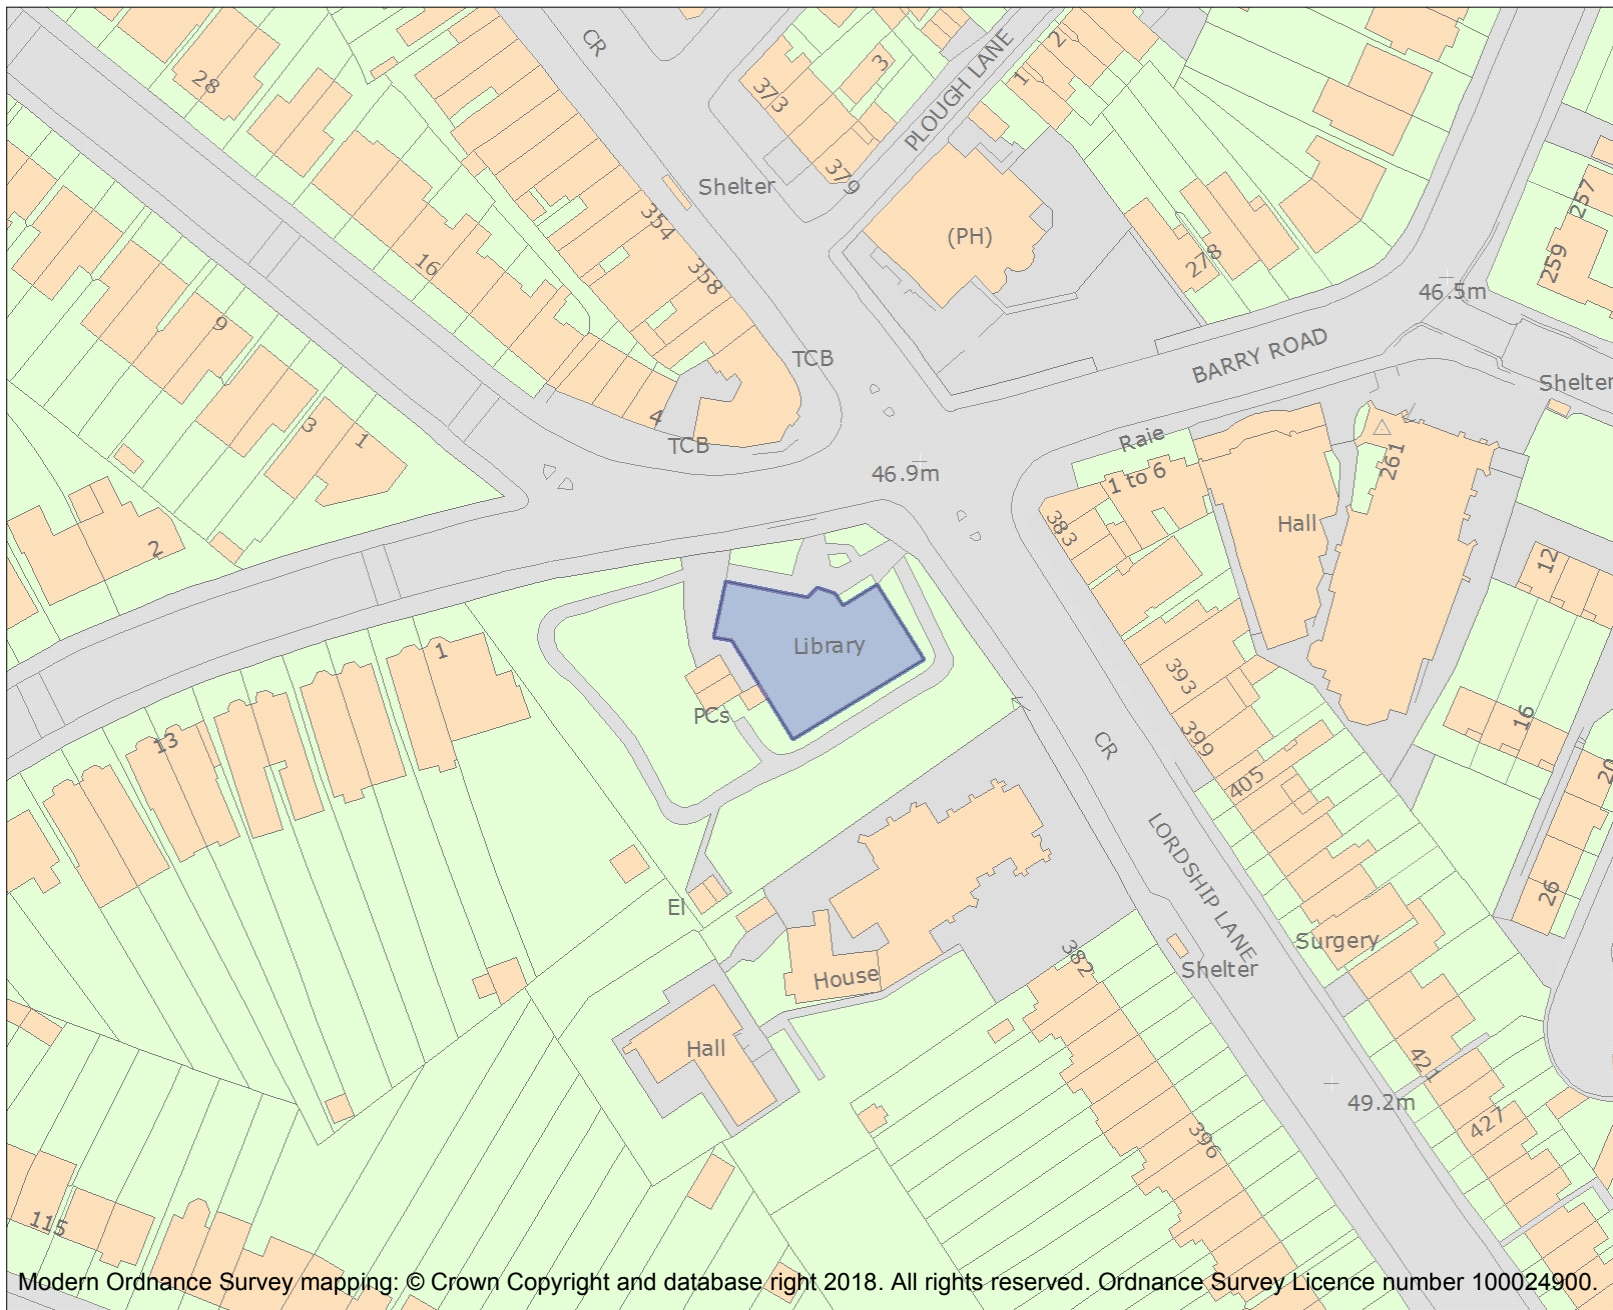 CR
28
373
3
PLOUGH LANE
1
2
379
Shelter
354
358
(PH)
278
257
259
46.5m
16
9
TCB
BARRY ROAD
Shelter
4
TCB
3
1
46.9m
Raie
1 to 6
383
Hall
261
12
2
Library
1
393
PCs
13
399
CR
16
405
20
LORDSHIP LANE
26
El
Surgery
382
Shelter
House
Hall
421
49.2m
427
396
115
Modern Ordnance Survey mapping: © Crown Copyright and database right 2018. All rights reserved. Ordnance Survey Licence number 100024900.